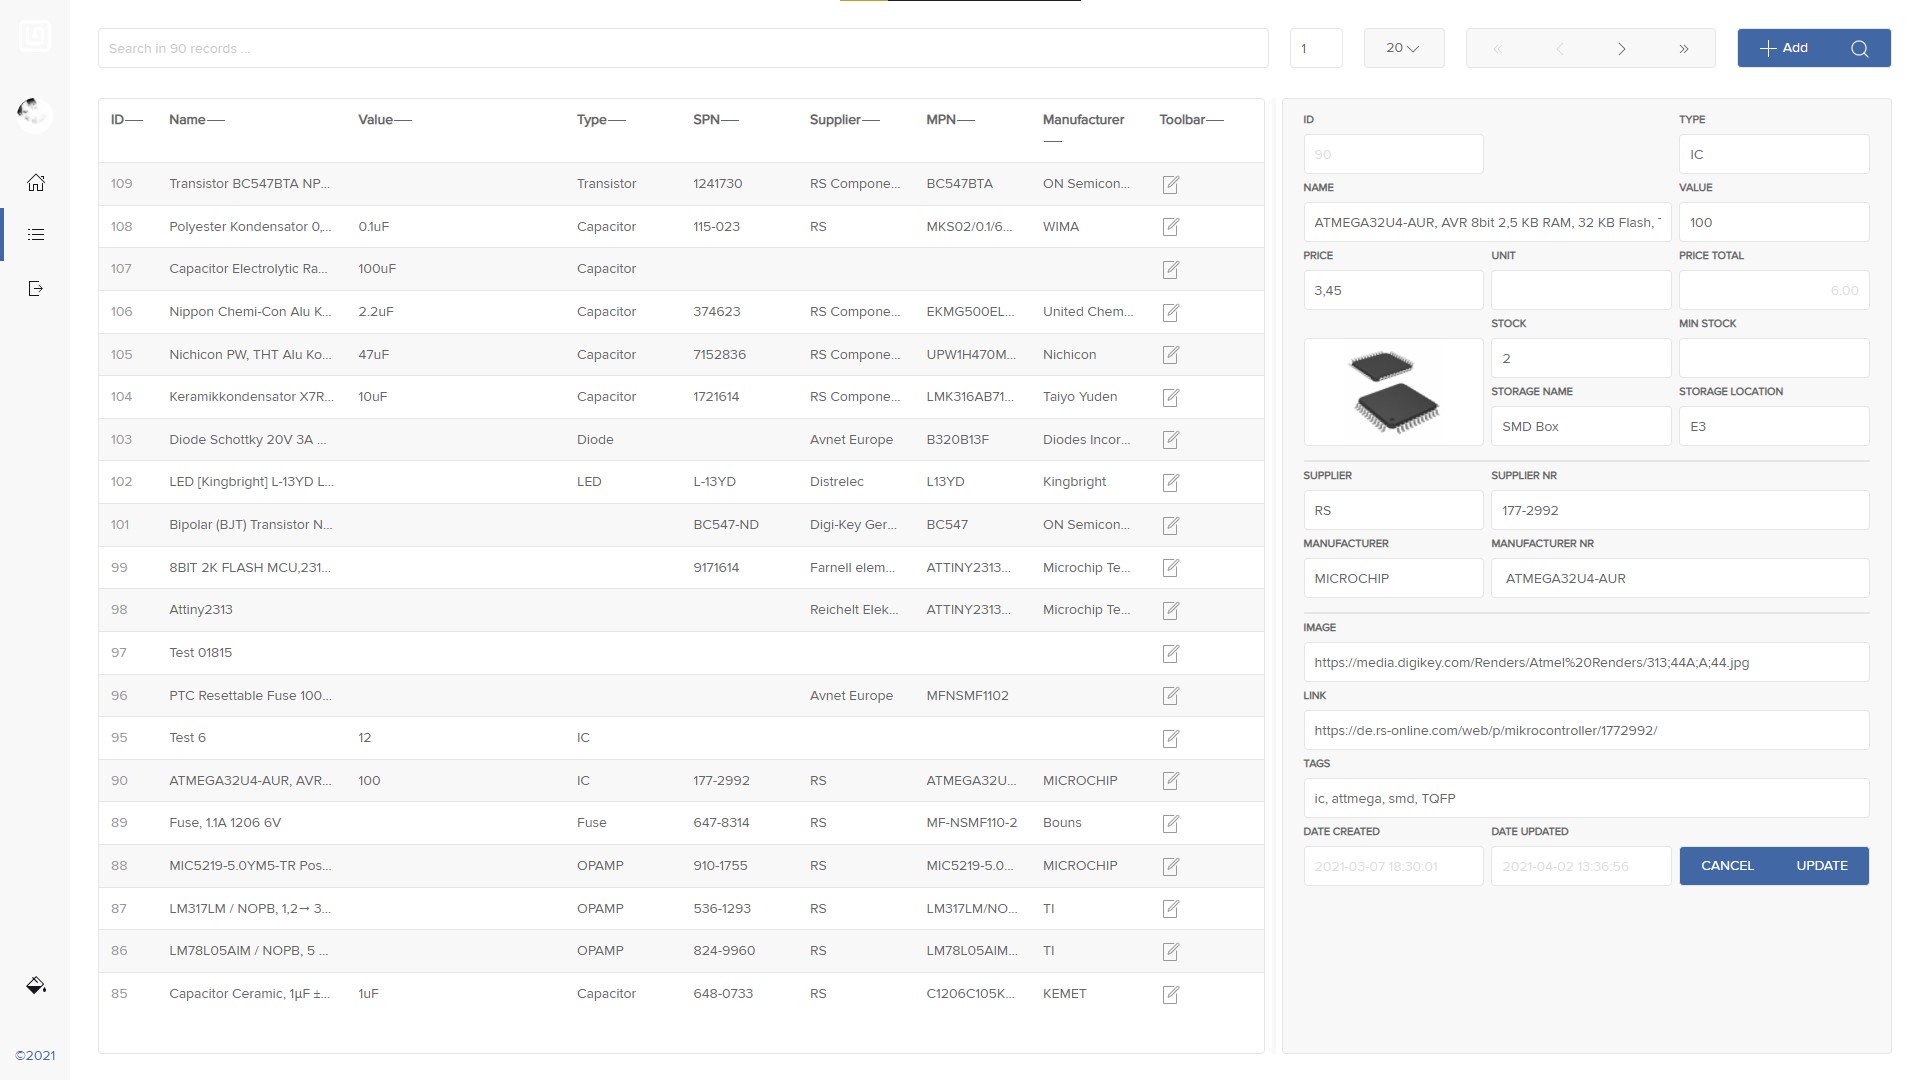 Search in 90 records ...
1
20
Add
ID Name Value Type SPN Supplier MPN Manufacturer Toolbar
109 Transistor BC547BTA NP... Transistor 1241730 RS Compone... BC547BTA ON Semicon...
108 Polyester Kondensator 0,... 0.1uF Capacitor 115-023 RS MKS02/0.1/6... WIMA
107 Capacitor Electrolytic Ra... 100uF Capacitor
106 Nippon Chemi-Con Alu K... 2.2uF Capacitor 374623 RS Compone... EKMG500EL... United Chem...
105 Nichicon PW, THT Alu Ko... 47uF Capacitor 7152836 RS Compone... UPW1H470M... Nichicon
104 Keramikkondensator X7R... 10uF Capacitor 1721614 RS Compone... LMK316AB71... Taiyo Yuden
103 Diode Schottky 20V 3A ... Diode Avnet Europe B320B13F Diodes Incor...
102 LED [Kingbright] L-13YD L... LED L-13YD Distrelec L13YD Kingbright
101 Bipolar (BJT) Transistor N... BC547-ND Digi-Key Ger... BC547 ON Semicon...
99 8BIT 2K FLASH MCU,231... 9171614 Farnell elem... ATTINY2313... Microchip Te...
98 Attiny2313 Reichelt Elek... ATTINY2313... Microchip Te...
97 Test 01815
96 PTC Resettable Fuse 100... Avnet Europe MFNSMF1102
95 Test 6 12 IC
90 ATMEGA32U4-AUR, AVR... 100 IC 177-2992 RS ATMEGA32U... MICROCHIP
89 Fuse, 1.1A 1206 6V Fuse 647-8314 RS MF-NSMF110-2 Bouns
88 MIC5219-5.0YM5-TR Pos... OPAMP 910-1755 RS MIC5219-5.0... MICROCHIP
87 LM317LM / NOPB, 1,2→ 3... OPAMP 536-1293 RS LM317LM/NO... TI
86 LM78L05AIM / NOPB, 5 ... OPAMP 824-9960 RS LM78L05AIM... TI
85 Capacitor Ceramic, 1µF ±... 1uF Capacitor 648-0733 RS C1206C105K... KEMET
ID TYPE
90 IC
NAME VALUE
ATMEGA32U4-AUR, AVR 8bit 2,5 KB RAM, 32 KB Flash, 100
PRICE UNIT PRICE TOTAL
3,45 6.00
STOCK MIN STOCK
2
STORAGE NAME STORAGE LOCATION
SMD Box E3
SUPPLIER SUPPLIER NR
RS 177-2992
MANUFACTURER MANUFACTURER NR
MICROCHIP ATMEGA32U4-AUR
IMAGE
https://media.digikey.com/Renders/Atmel%20Renders/313;44A;A;44.jpg
LINK
https://de.rs-online.com/web/p/mikrocontroller/1772992/
TAGS
ic, attmega, smd, TQFP
DATE CREATED DATE UPDATED
2021-03-07 18:30:01 2021-04-02 13:36:56 CANCEL UPDATE
©2021